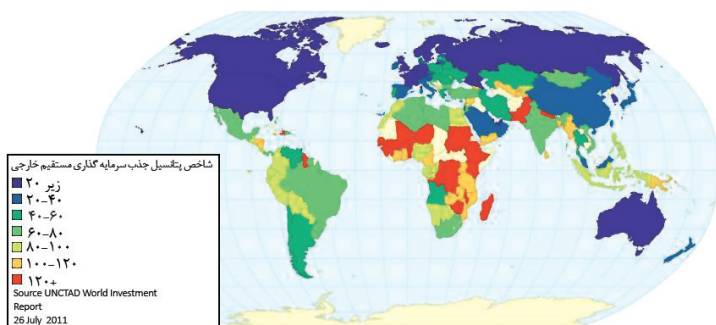 شاخص پتانسیل جذب سرمایه گذاری مستقیم خارجی
زیر ۲۰
۲۰-۴۰
۴۰-۶۰
۶۰-۸۰
۸۰-۱۰۰
۱۰۰-۱۲۰
۱۲۰+
Source UNCTAD World Investment
Report
26 July 2011